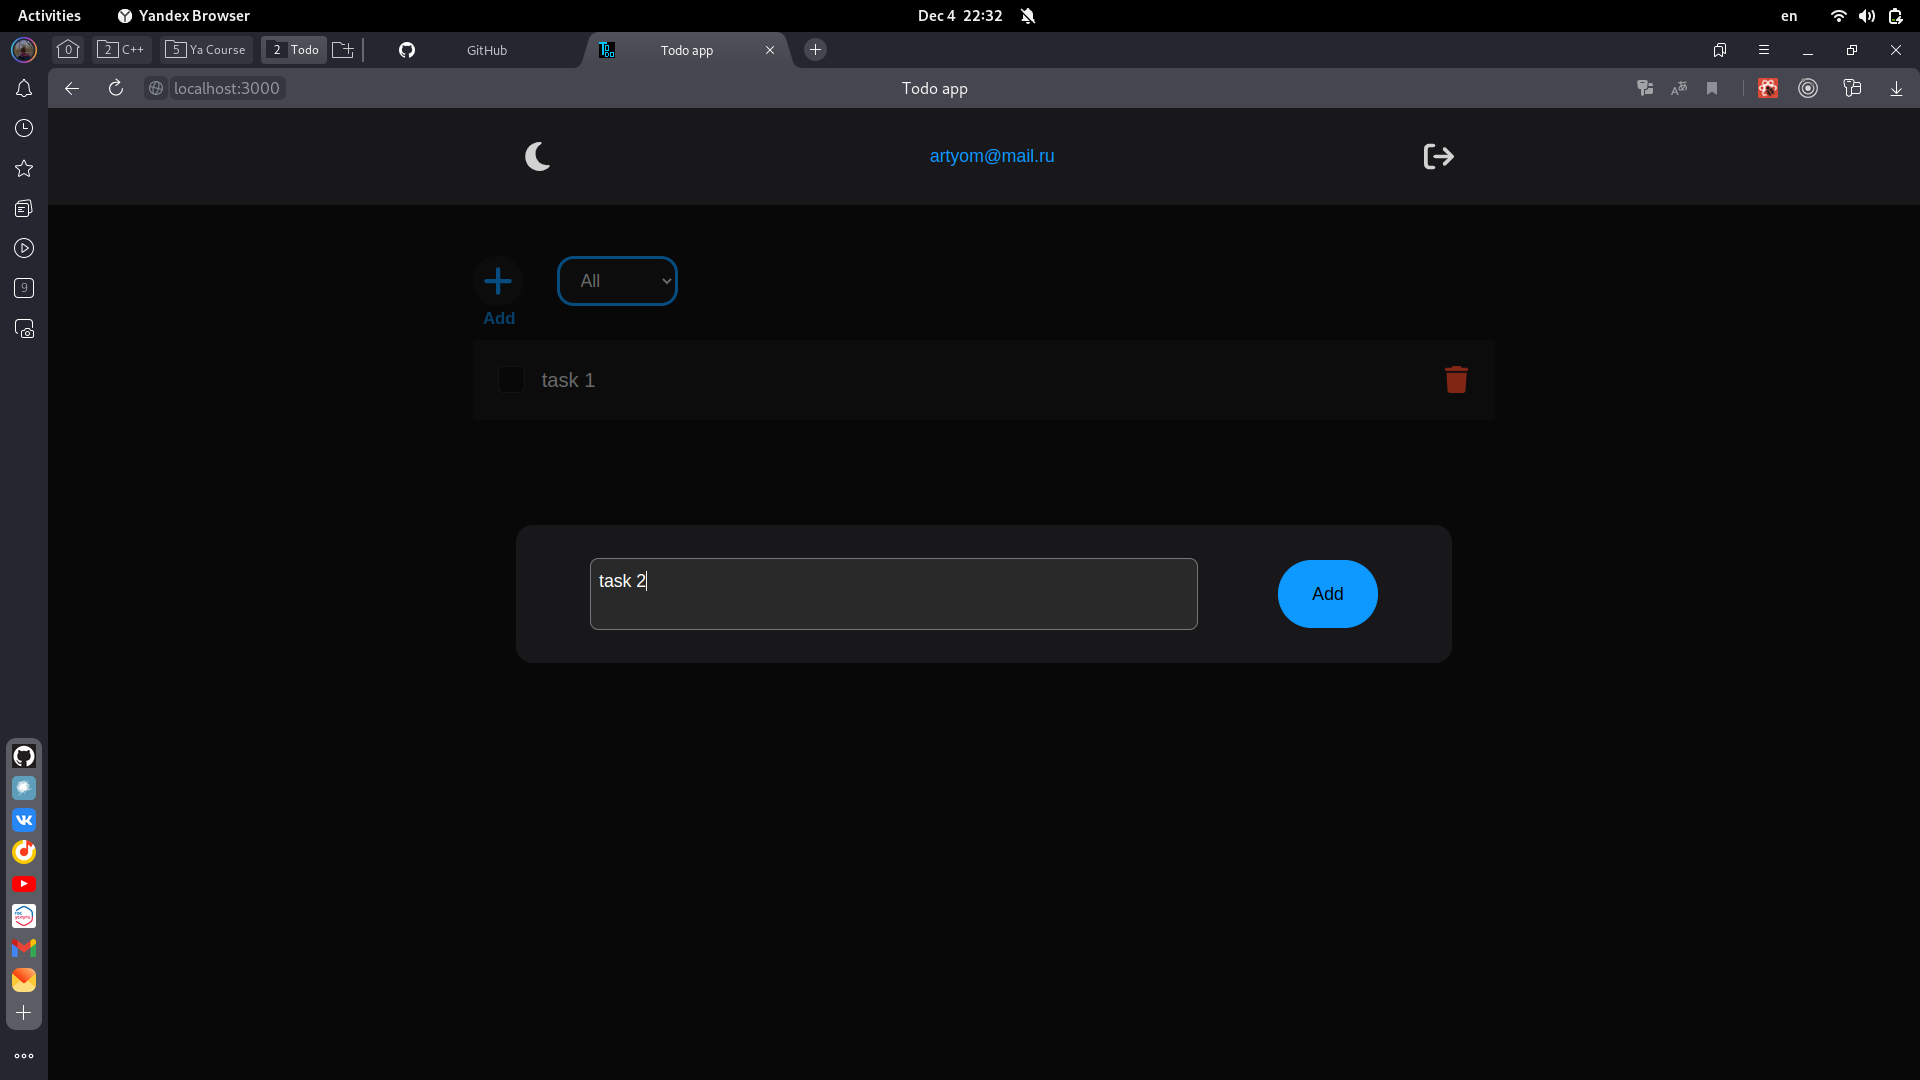 Activities Yandex Browser Dec 4 22:32 en
0 2 C++ 5 Ya Course 2 Todo GitHub Todo app
localhost:3000 Todo app
artyom@mail.ru
All
Add
task 1
task 2
Add
9